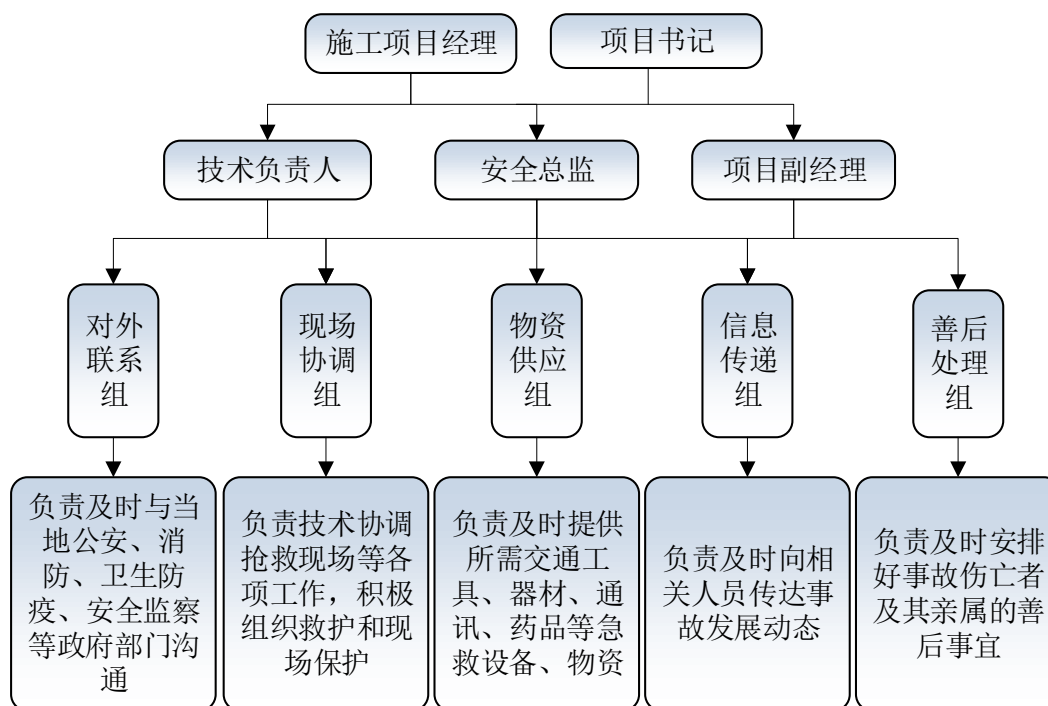 施工项目经理
项目书记
技术负责人
安全总监
项目副经理
对外
联系
组
现场
协调组
物资
供应组
信息
传递
组
善后
处理组
负责及时与当
地公安、消
防、卫生防
疫、安全监察
等政府部门沟
通
负责技术协调
抢救现场等各
项工作，积极
组织救护和现
场保护
负责及时提供
所需交通工
具、器材、通
讯、药品等急
救设备、物资
负责及时向相
关人员传达事
故发展动态
负责及时安排
好事故伤亡者
及其亲属的善
后事宜